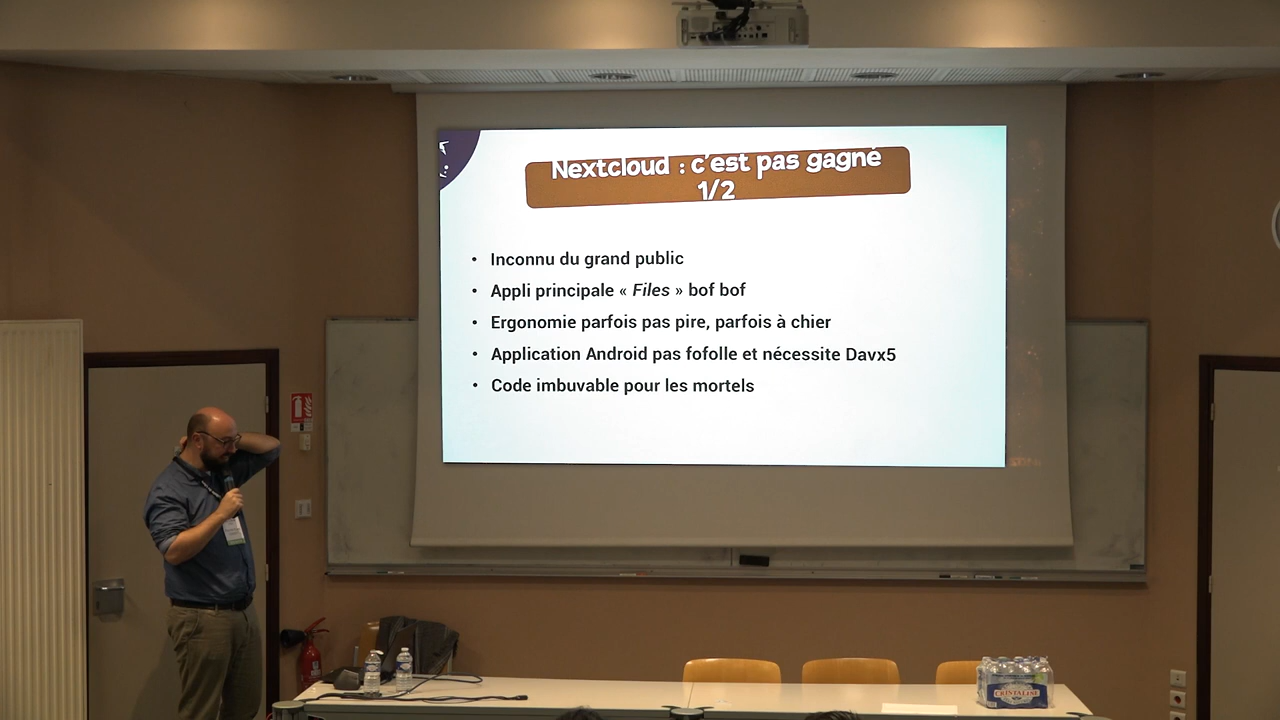 Nextcloud : c'est pas gagné
1/2
• Inconnu du grand public
• Appli principale « Files » bof bof
• Ergonomie parfois pas pire, parfois à chier
• Application Android pas fofolle et nécessite Davx5
• Code imbuvable pour les mortels
CRISTALINE